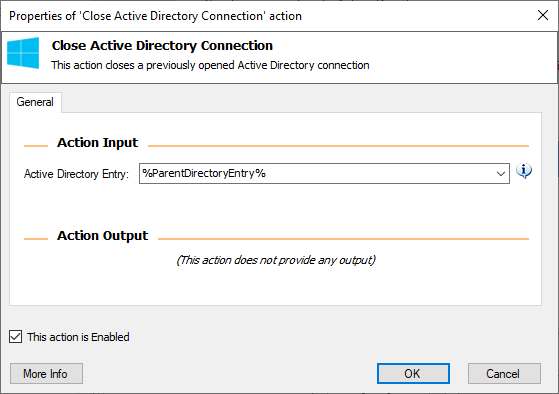 Properties of 'Close Active Directory Connection' action
Close Active Directory Connection
This action closes a previously opened Active Directory connection
General
Action Input
Active Directory Entry: %ParentDirectoryEntry%
Action Output
(This action does not provide any output)
This action is Enabled
More Info OK Cancel